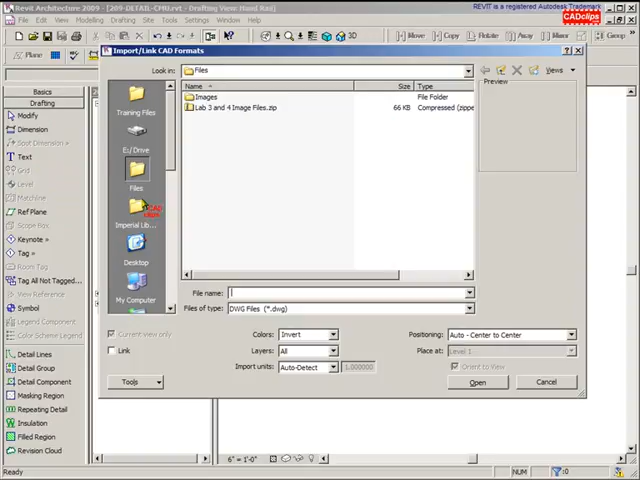 Revit Architecture 2009 - [209-DETAIL-CMU.rvt - Drafting View: Hand Rail]
REVIT is a registered Autodesk Trademark
CADclips
File Edit View Modelling Drafting Site Tools Settings
3D Move Copy Rotate Array Group
Plane
Import/Link CAD Formats
Look in: Files
Views
Basics
Drafting
Modify
Dimension
Spot Dimension
Text
Grid
Level
Matchline
Ref Plane
Scope Box
Keynote
Tag
Room Tag
Tag All Not Tagged...
View Reference
Symbol
Legend Component
Color Scheme Legend
Detail Lines
Detail Group
Detail Component
Masking Region
Repeating Detail
Insulation
Filled Region
Revision Cloud
Training Files
E:/ Drive
Files
Imperial Lib...
Desktop
My Computer
CAD clips
Name Size Type
Images File Folder
Lab 3 and 4 Image Files.zip 66 KB Compressed (zippe
Preview
File name:
Files of type: DWG Files (*.dwg)
Current view only
Link
Colors: Invert
Layers: All
Import units: Auto-Detect 1.000000
Positioning: Auto - Center to Center
Place at: Level 1
Orient to View
Tools
Open
Cancel
6" = 1'-0"
Ready
NUM
:0